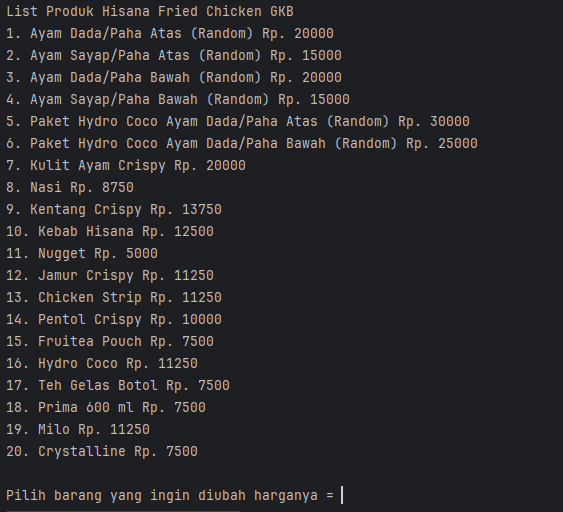 List Produk Hisana Fried Chicken GKB
1. Ayam Dada/Paha Atas (Random) Rp. 20000
2. Ayam Sayap/Paha Atas (Random) Rp. 15000
3. Ayam Dada/Paha Bawah (Random) Rp. 20000
4. Ayam Sayap/Paha Bawah (Random) Rp. 15000
5. Paket Hydro Coco Ayam Dada/Paha Atas (Random) Rp. 30000
6. Paket Hydro Coco Ayam Dada/Paha Bawah (Random) Rp. 25000
7. Kulit Ayam Crispy Rp. 20000
8. Nasi Rp. 8750
9. Kentang Crispy Rp. 13750
10. Kebab Hisana Rp. 12500
11. Nugget Rp. 5000
12. Jamur Crispy Rp. 11250
13. Chicken Strip Rp. 11250
14. Pentol Crispy Rp. 10000
15. Fruitea Pouch Rp. 7500
16. Hydro Coco Rp. 11250
17. Teh Gelas Botol Rp. 7500
18. Prima 600 ml Rp. 7500
19. Milo Rp. 11250
20. Crystalline Rp. 7500
Pilih barang yang ingin diubah harganya =